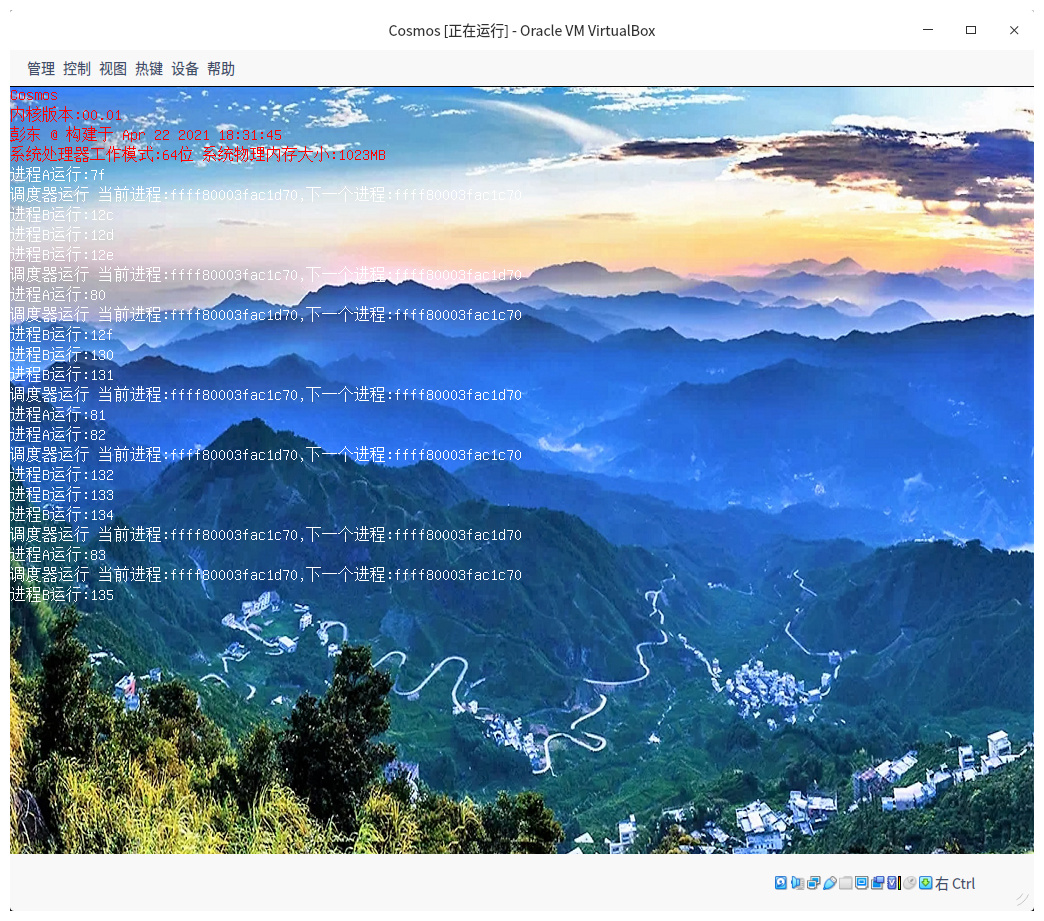 Cosmos [正在运行] - Oracle VM VirtualBox
管理 控制 视图 热键 设备 帮助
Cosmos
内核版本:00.01
彭东 @ 构建于 Apr 22 2021 18:31:45
系统处理器工作模式:64位 系统物理内存大小:1023MB
进程A运行:7f
调度器运行 当前进程:ffff80003fac1d70,下一个进程:ffff80003fac1c70
进程B运行:12c
进程B运行:12d
进程B运行:12e
调度器运行 当前进程:ffff80003fac1c70,下一个进程:ffff80003fac1d70
进程A运行:80
调度器运行 当前进程:ffff80003fac1d70,下一个进程:ffff80003fac1c70
进程B运行:12f
进程B运行:130
进程B运行:131
调度器运行 当前进程:ffff80003fac1c70,下一个进程:ffff80003fac1d70
进程A运行:81
进程A运行:82
调度器运行 当前进程:ffff80003fac1d70,下一个进程:ffff80003fac1c70
进程B运行:132
进程B运行:133
进程B运行:134
调度器运行 当前进程:ffff80003fac1c70,下一个进程:ffff80003fac1d70
进程A运行:83
调度器运行 当前进程:ffff80003fac1d70,下一个进程:ffff80003fac1c70
进程B运行:135
右 Ctrl